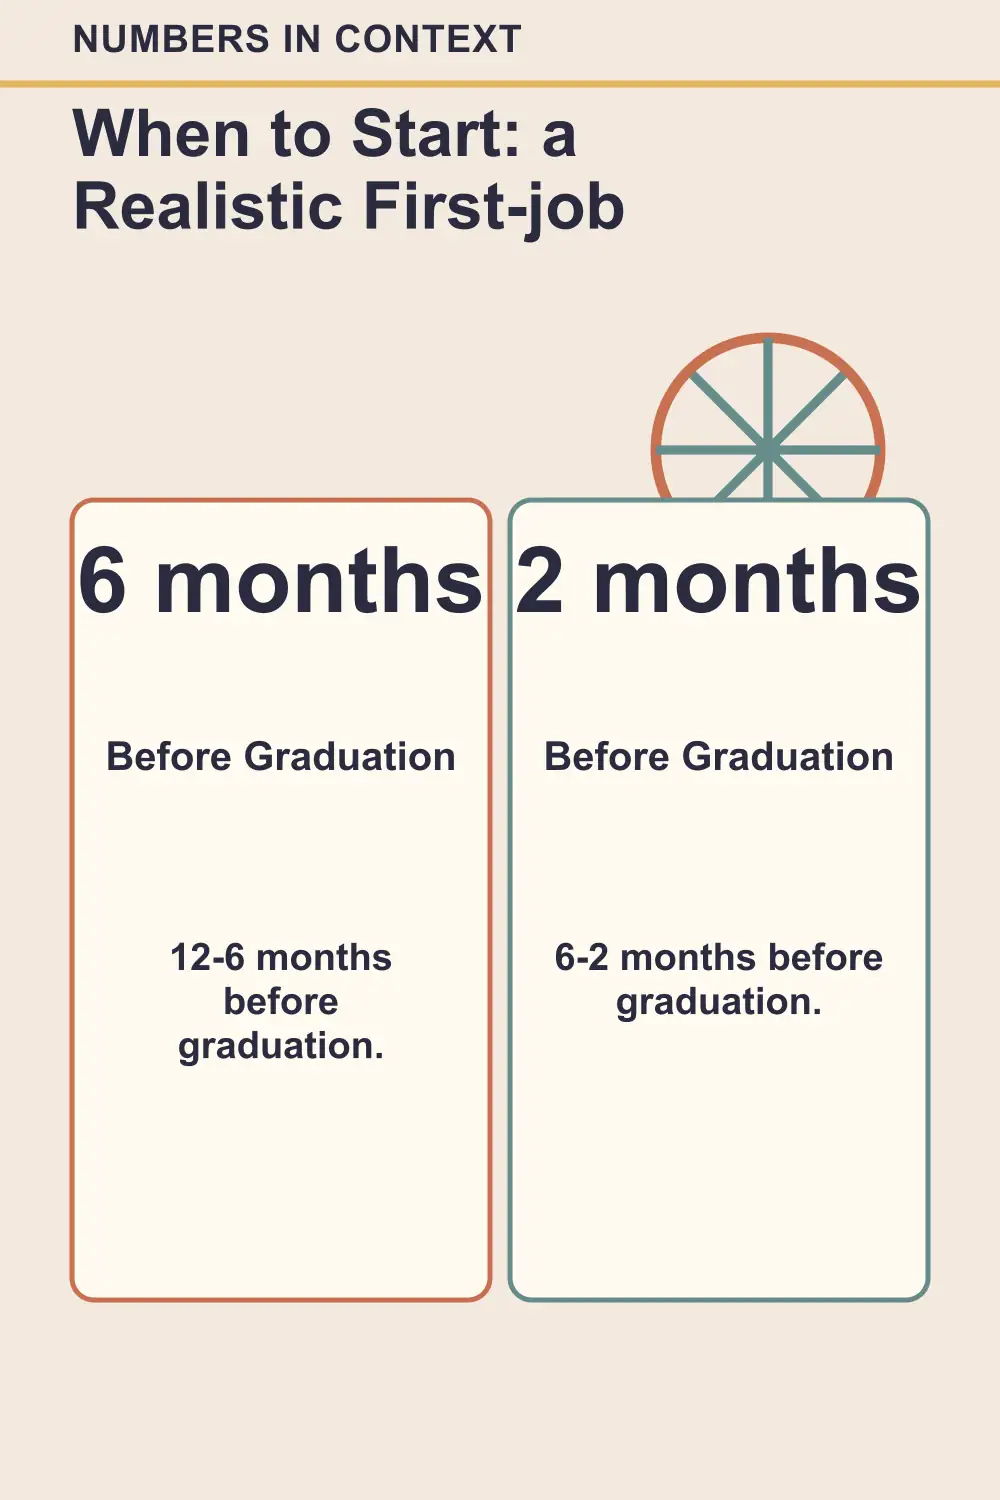 NUMBERS IN CONTEXT
When to Start: a
Realistic First-job
6 months
Before Graduation
12-6 months
before
graduation.
2 months
Before Graduation
6-2 months before
graduation.